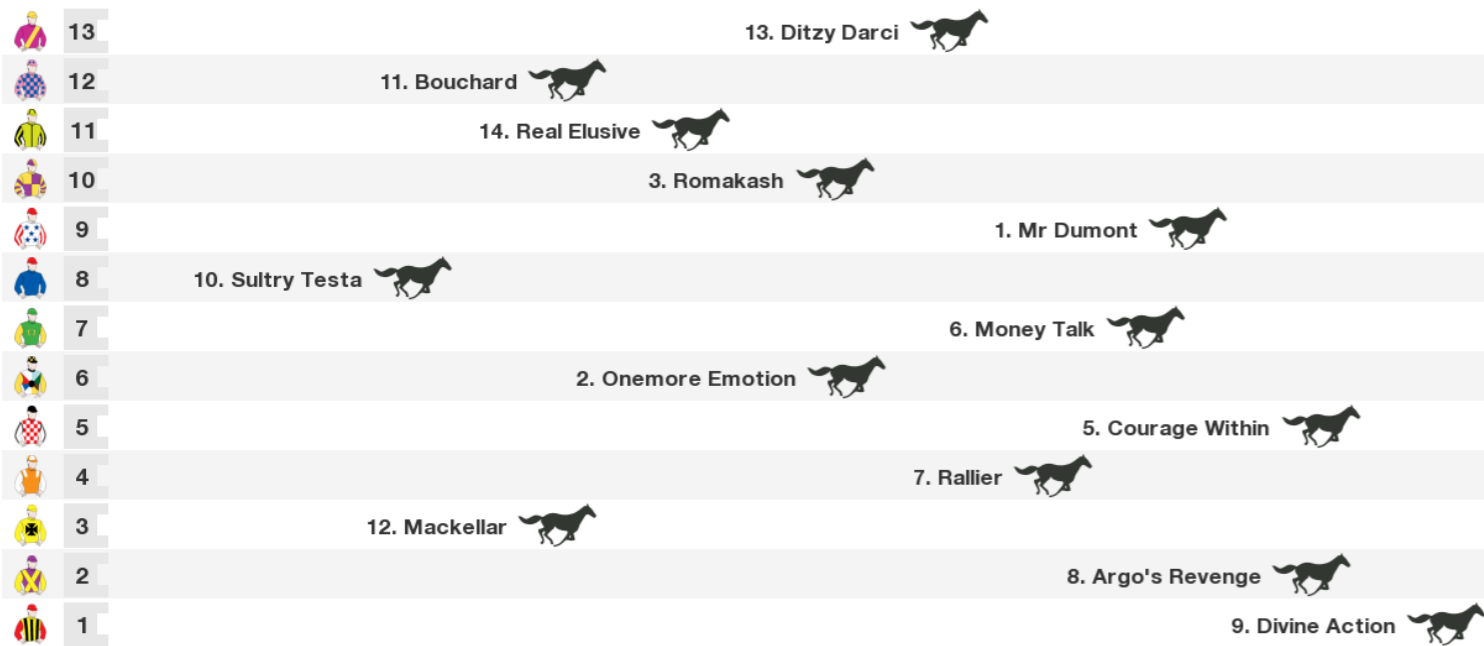 13 13. Ditzy Darci
12 11. Bouchard
11 14. Real Elusive
10 3. Romakash
9 1. Mr Dumont
8 10. Sultry Testa
7 6. Money Talk
6 2. Onemore Emotion
5 5. Courage Within
4 7. Rallier
3 12. Mackellar
2 8. Argo's Revenge
1 9. Divine Action